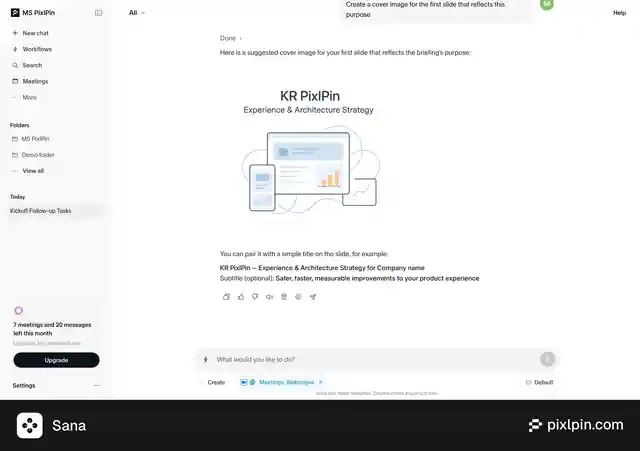 MS PixlPin
New chat
Workflows
Search
Meetings
More
Folders
MS PixlPin
Demo folder
View all
Today
Kickoff Follow-up Tasks
7 meetings and 20 messages
left this month
Upgrade
Settings
All
Help
Create a cover image for the first slide that reflects this
purpose
M
Done
Here is a suggested cover image for your first slide that reflects the briefing's purpose:
KR PixlPin
Experience & Architecture Strategy
You can pair it with a simple title on the slide, for example:
KR PixlPin – Experience & Architecture Strategy for Company name
Subtitle (optional): Safer, faster, measurable improvements to your product experience
What would you like to do?
Create
Meetings, Web
Default
Sana
pixlpin.com